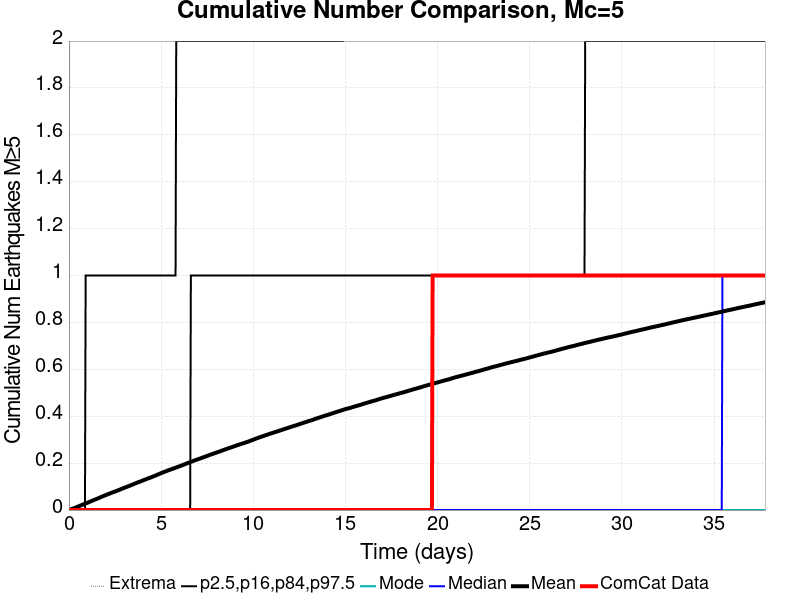 Cumulative Number Comparison, Mc=5
Cumulative Num Earthquakes M≥5
2
1.8
1.6
1.4
1.2
1
0.8
0.6
0.4
0.2
0
0 5 10 15 20 25 30 35
Time (days)
Extrema p2.5,p16,p84,p97.5 Mode Median Mean ComCat Data